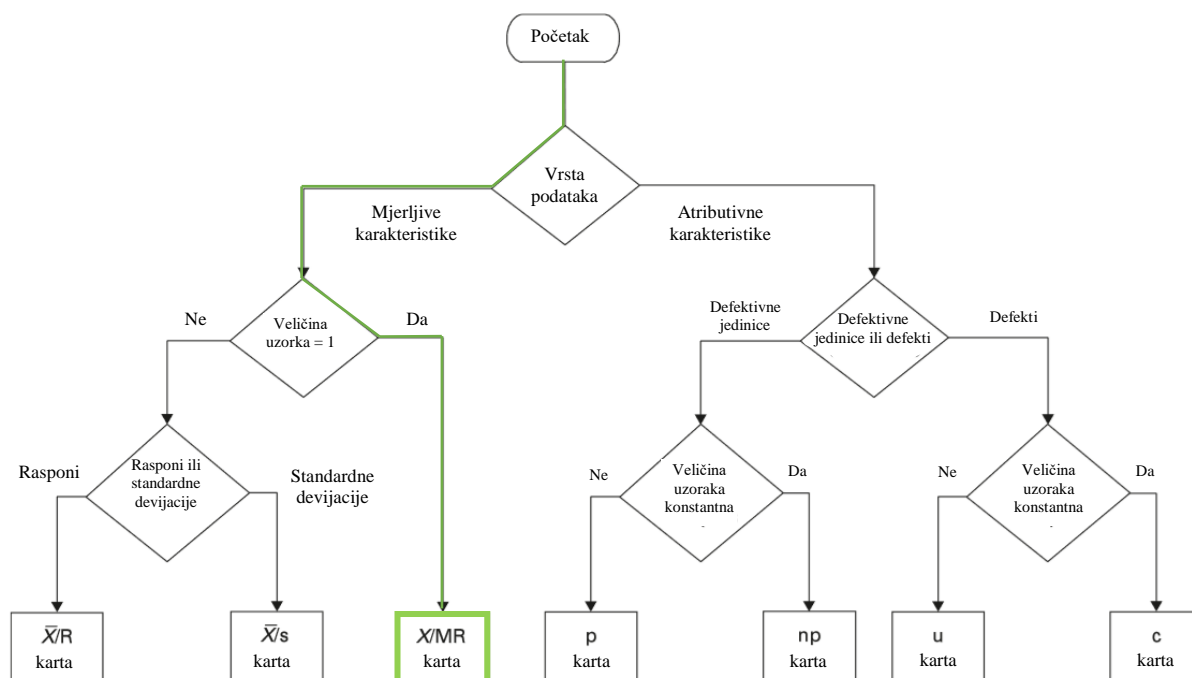 Početak
Vrsta
podataka
Mjerljive
karakteristike
Atributivne
karakteristike
Ne
Veličina
uzorka = 1
Da
Defektivne
jedinice
Defektivne
jedinice ili defekti
Defekti
Rasponi
Rasponi ili
standardne
devijacije
Standardne
devijacije
Ne
Veličina
uzoraka
konstantna
Da
Ne
Veličina
uzoraka
konstantna
Da
X̅/R
karta
X̅/s
karta
X/MR
karta
p
karta
np
karta
u
karta
c
karta